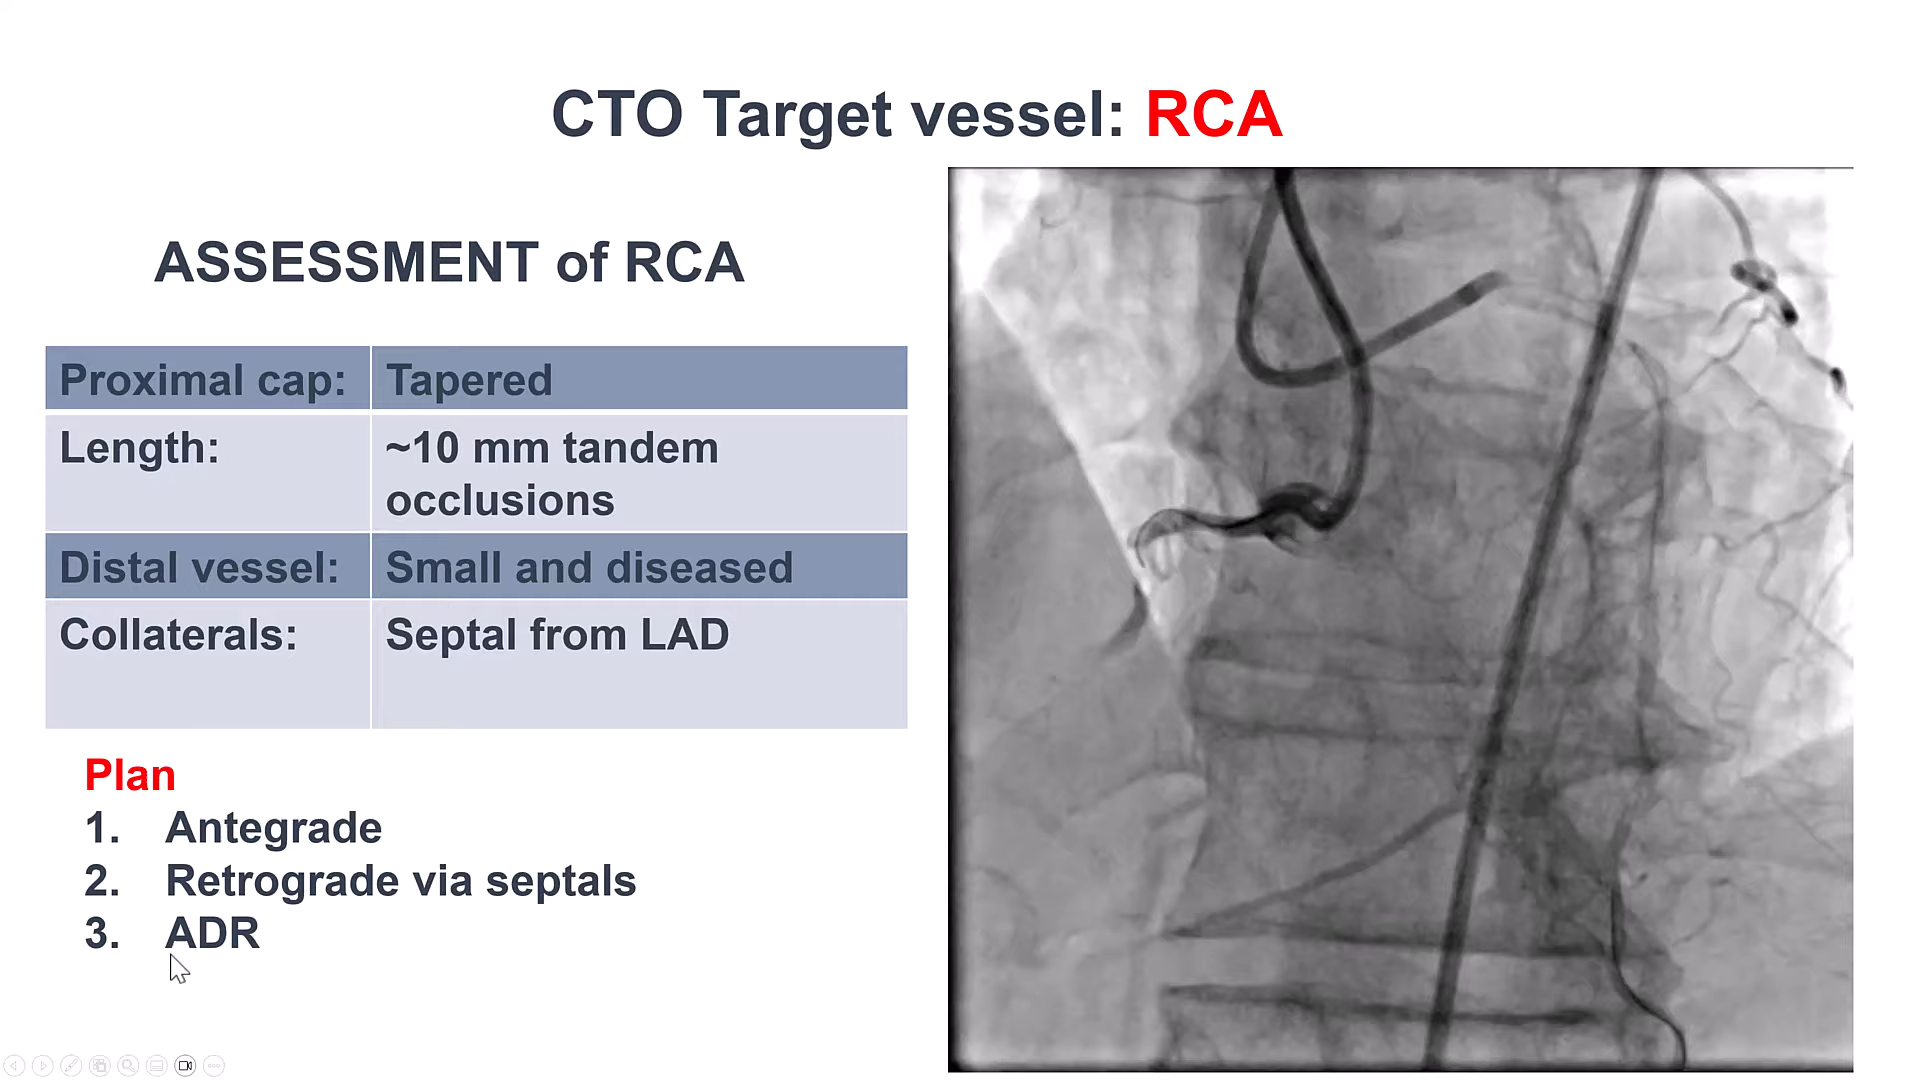 CTO Target vessel: RCA
ASSESSMENT of RCA
Proximal cap: Tapered
Length: ~10 mm tandem
occlusions
Distal vessel: Small and diseased
Collaterals: Septal from LAD
Plan
1. Antegrade
2. Retrograde via septals
3. ADR